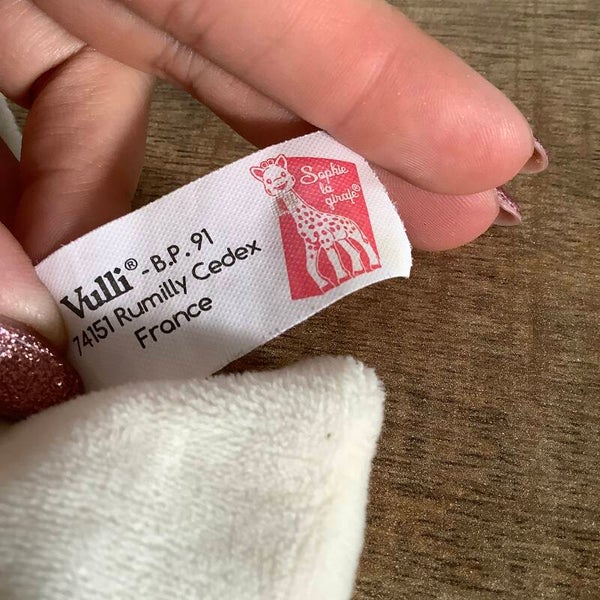 Sophie
la
girafe®
Vulli® - B.P. 91
74151 Rumilly Cedex
France